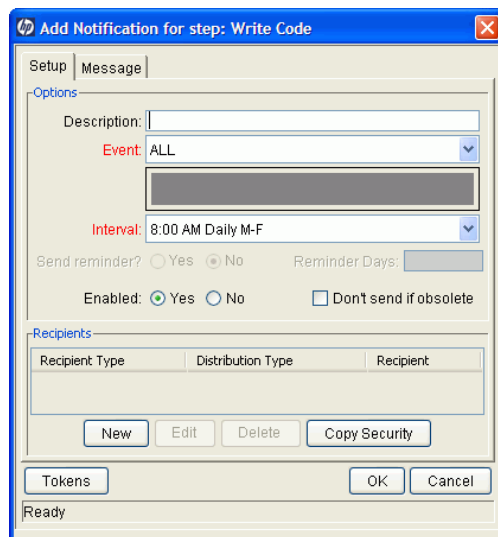 hp Add Notification for step: Write Code
Setup Message
Options
Description:
Event: ALL
Interval: 8:00 AM Daily M-F
Send reminder? Yes No Reminder Days:
Enabled: Yes No Don't send if obsolete
Recipients
Recipient Type Distribution Type Recipient
New Edit Delete Copy Security
Tokens OK Cancel
Ready